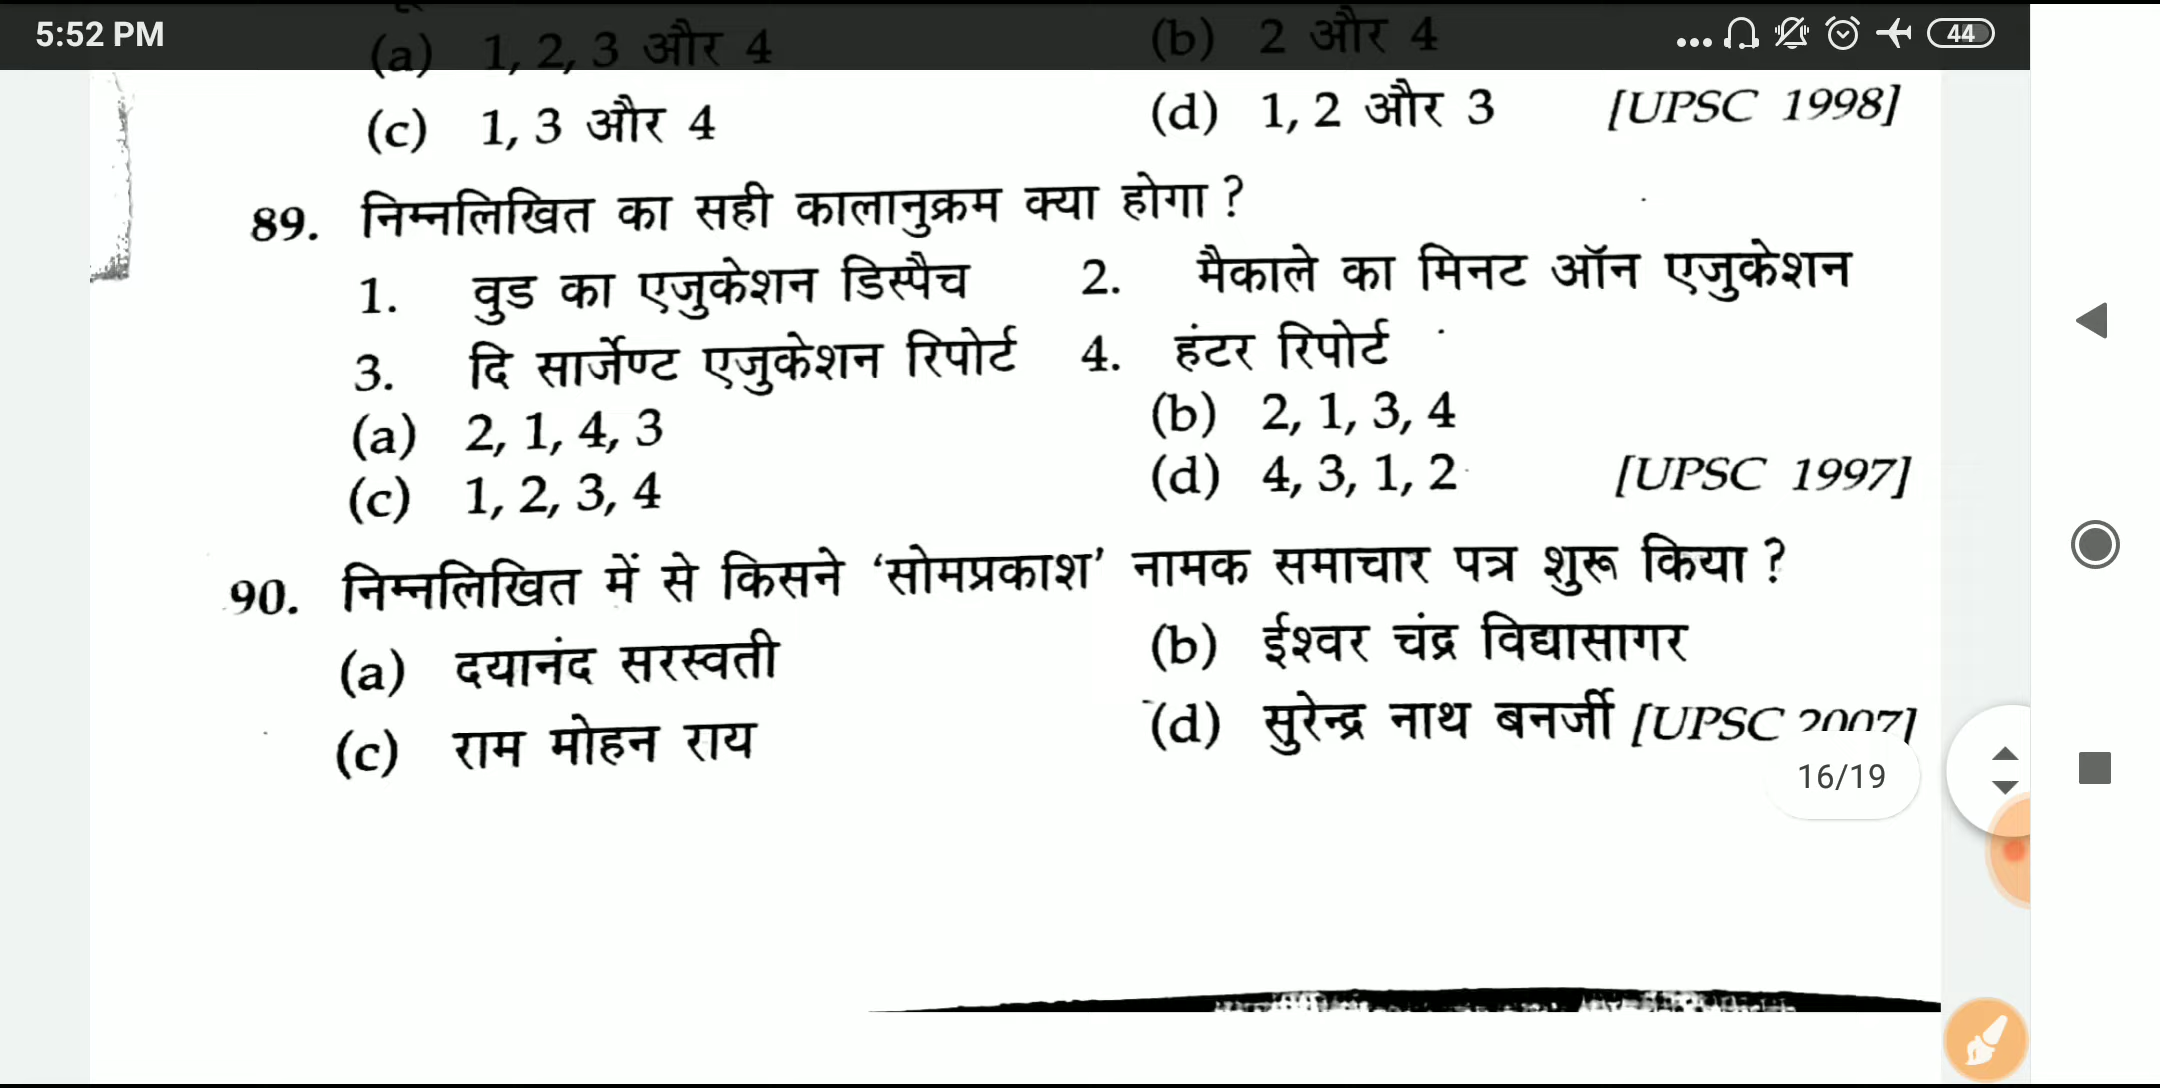 5:52 PM
44
(a) 1, 2, 3 और 4 (b) 2 और 4
(c) 1, 3 और 4 (d) 1, 2 और 3 [UPSC 1998]
89. निम्नलिखित का सही कालानुक्रम क्या होगा ?
1. वुड का एजुकेशन डिस्पैच 2. मैकाले का मिनट ऑन एजुकेशन
3. दि सार्जेण्ट एजुकेशन रिपोर्ट 4. हंटर रिपोर्ट
(a) 2, 1, 4, 3 (b) 2, 1, 3, 4
(c) 1, 2, 3, 4 (d) 4, 3, 1, 2 [UPSC 1997]
90. निम्नलिखित में से किसने ‘सोमप्रकाश’ नामक समाचार पत्र शुरू किया ?
(a) दयानंद सरस्वती (b) ईश्वर चंद्र विद्यासागर
(c) राम मोहन राय (d) सुरेन्द्र नाथ बनर्जी [UPSC 2007]
16/19